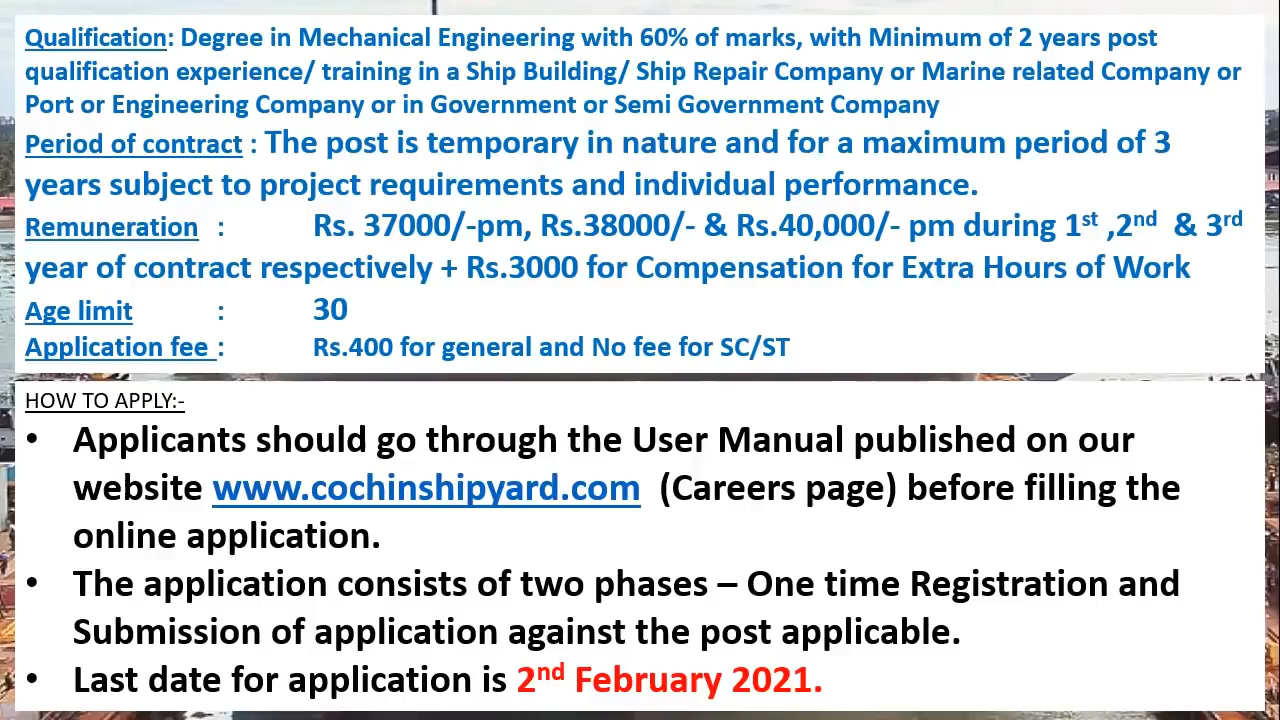 Qualification: Degree in Mechanical Engineering with 60% of marks, with Minimum of 2 years post
qualification experience/ training in a Ship Building/ Ship Repair Company or Marine related Company or
Port or Engineering Company or in Government or Semi Government Company
Period of contract : The post is temporary in nature and for a maximum period of 3
years subject to project requirements and individual performance.
Remuneration : Rs. 37000/-pm, Rs.38000/- & Rs.40,000/- pm during 1st ,2nd & 3rd
year of contract respectively + Rs.3000 for Compensation for Extra Hours of Work
Age limit : 30
Application fee : Rs.400 for general and No fee for SC/ST
HOW TO APPLY:-
• Applicants should go through the User Manual published on our
website www.cochinshipyard.com (Careers page) before filling the
online application.
• The application consists of two phases – One time Registration and
Submission of application against the post applicable.
• Last date for application is 2nd February 2021.